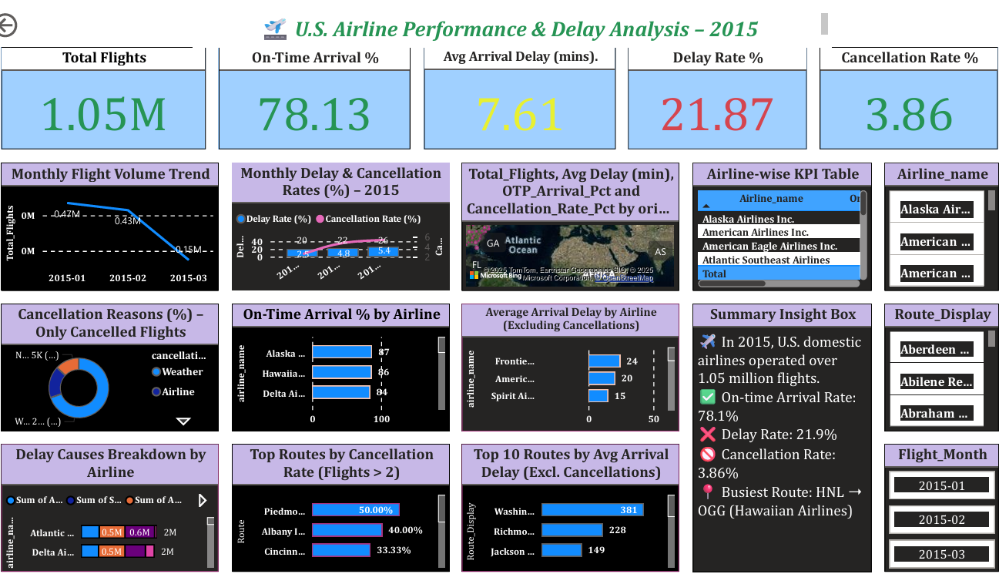 U.S. Airline Performance & Delay Analysis – 2015
Total Flights
1.05M
On-Time Arrival %
78.13
Avg Arrival Delay (mins).
7.61
Delay Rate %
21.87
Cancellation Rate %
3.86
Monthly Flight Volume Trend
Total_Flights
0M
0M
0.47M
0.43M
0.15M
2015-01 2015-02 2015-03
Monthly Delay & Cancellation
Rates (%) – 2015
Delay Rate (%) Cancellation Rate (%)
Del...
40
20
0
20 22 26
2.5 4.8 5.4
6
4
2
Ca...
201... 201... 201...
Total_Flights, Avg Delay (min),
OTP_Arrival_Pct and
Cancellation_Rate_Pct by ori...
GA
Atlantic
Ocean
AS
FL
Microsoft Bing
© 2025 TomTom, Earthstar Geographics SIO, © 2025
Microsoft Corporation, © OpenStreetMap
Airline-wise KPI Table
Airline_name
Alaska Airlines Inc.
American Airlines Inc.
American Eagle Airlines Inc.
Atlantic Southeast Airlines
Total
Airline_name
Alaska Air...
American ...
American ...
Cancellation Reasons (%) –
Only Cancelled Flights
N... 5K (...)
W... 2... (...)
cancellati...
Weather
Airline
On-Time Arrival % by Airline
airline_name
Alaska ... 87
Hawaiia... 86
Delta Ai... 84
0 100
Average Arrival Delay by Airline
(Excluding Cancellations)
airline_name
Frontie... 24
Americ... 20
Spirit Ai... 15
0 50
Summary Insight Box
In 2015, U.S. domestic
airlines operated over
1.05 million flights.
On-time Arrival Rate:
78.1%
Delay Rate: 21.9%
Cancellation Rate:
3.86%
Busiest Route: HNL →
OGG (Hawaiian Airlines)
Route_Display
Aberdeen ...
Abilene Re...
Abraham ...
Delay Causes Breakdown by
Airline
Sum of A... Sum of S... Sum of A...
airline_na...
Atlantic ... 0.5M 0.6M 2M
Delta Ai... 0.5M 2M
Top Routes by Cancellation
Rate (Flights > 2)
Route
Piedmo... 50.00%
Albany I... 40.00%
Cincinn... 33.33%
Top 10 Routes by Avg Arrival
Delay (Excl. Cancellations)
Route_Display
Washin... 381
Richmo... 228
Jackson ... 149
Flight_Month
2015-01
2015-02
2015-03